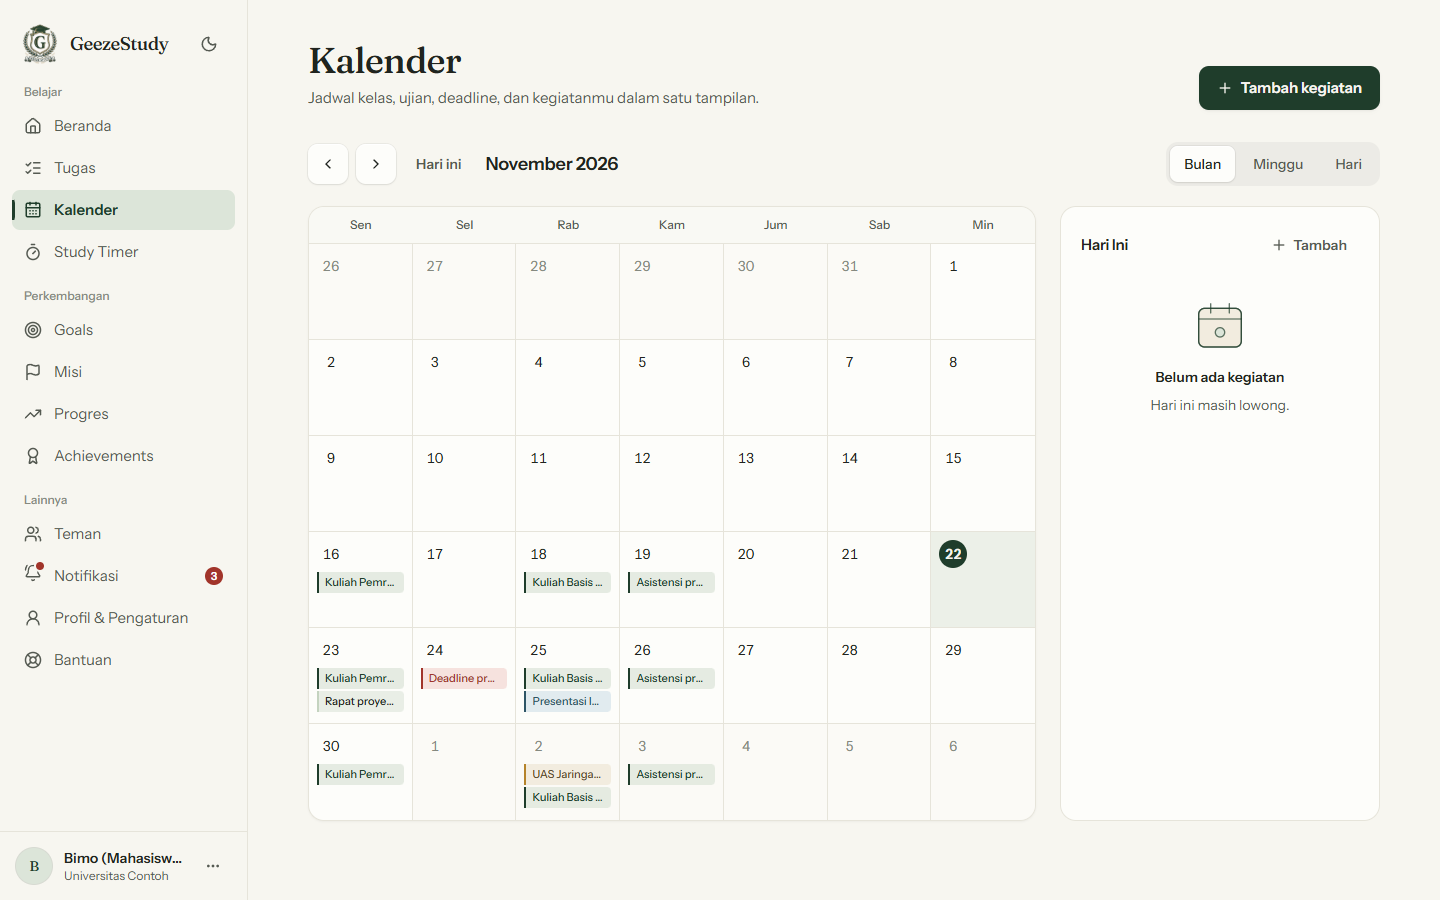 G
GeezeStudy
Belajar
Beranda
Tugas
Kalender
Study Timer
Perkembangan
Goals
Misi
Progres
Achievements
Lainnya
Teman
Notifikasi
3
Profil & Pengaturan
Bantuan
B
Bimo (Mahasisw...
Universitas Contoh
Kalender
Jadwal kelas, ujian, deadline, dan kegiatanmu dalam satu tampilan.
+ Tambah kegiatan
Hari ini
November 2026
Bulan Minggu Hari
Sen Sel Rab Kam Jum Sab Min
26 27 28 29 30 31 1
2 3 4 5 6 7 8
9 10 11 12 13 14 15
16 17 18 19 20 21 22
Kuliah Pemr... Kuliah Basis ... Asistensi pr...
23 24 25 26 27 28 29
Kuliah Pemr... Deadline pr... Kuliah Basis ... Asistensi pr...
Rapat proye... Presentasi l...
30 1 2 3 4 5 6
Kuliah Pemr... UAS Jaringa... Asistensi pr...
Kuliah Basis ...
Hari Ini
+ Tambah
Belum ada kegiatan
Hari ini masih lowong.